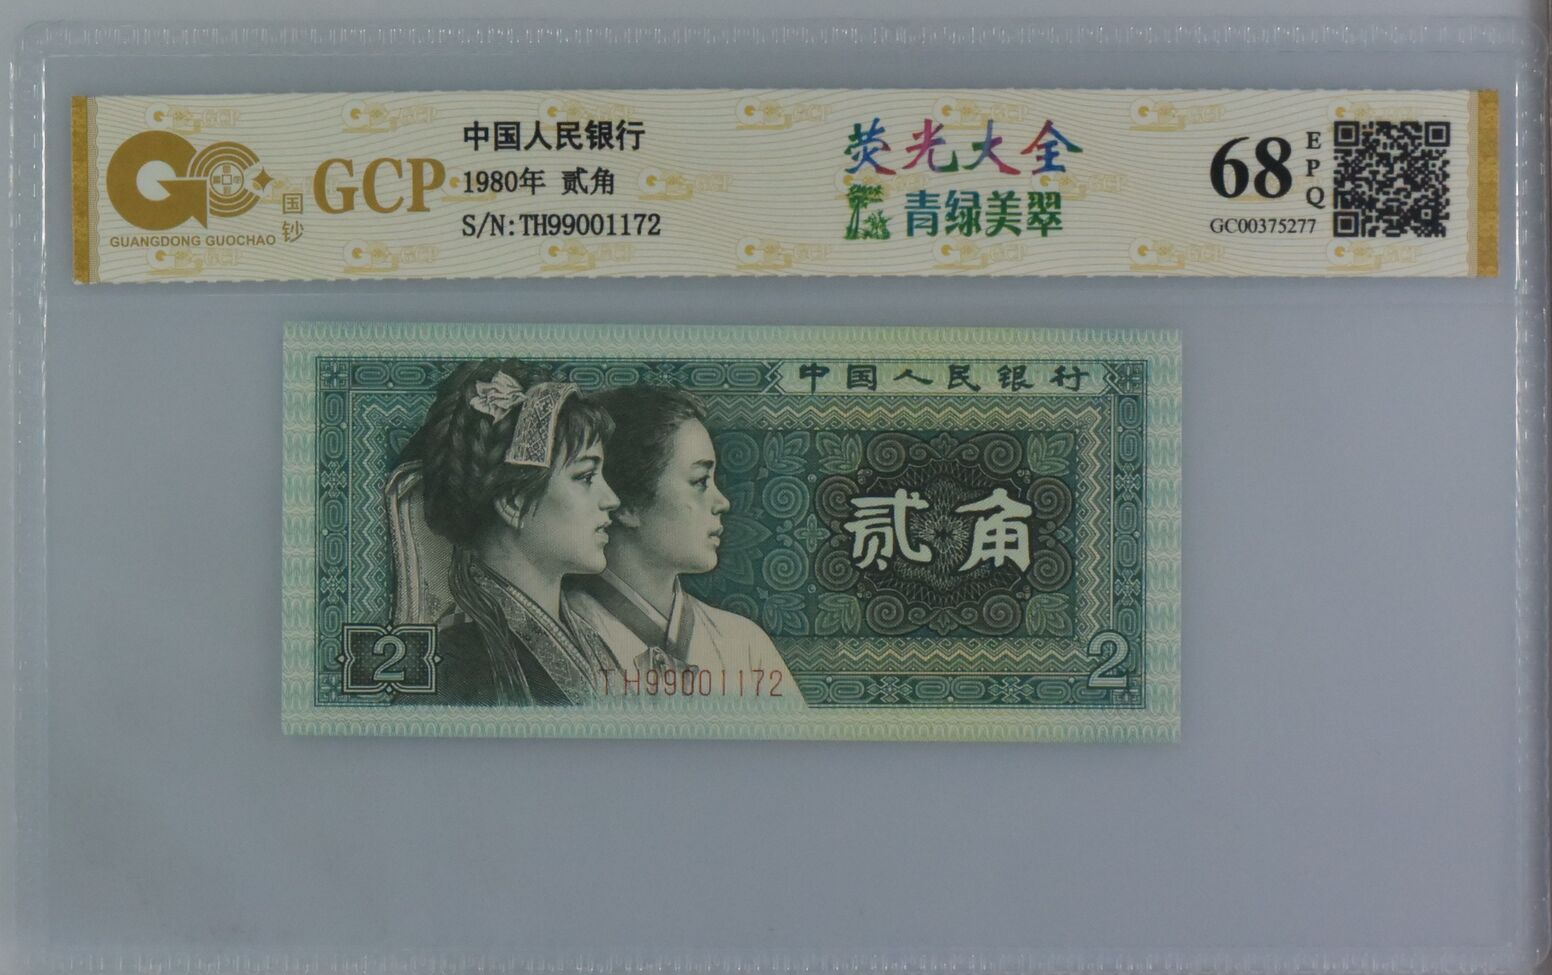 GUANGDONG GUOCHAO
国钞
GCP
中国人民银行
1980年 贰角
S/N:TH99001172
荧光大全
青绿美翠
68
EPQ
GC00375277
中国人民银行
贰角
2
2
TH99001172